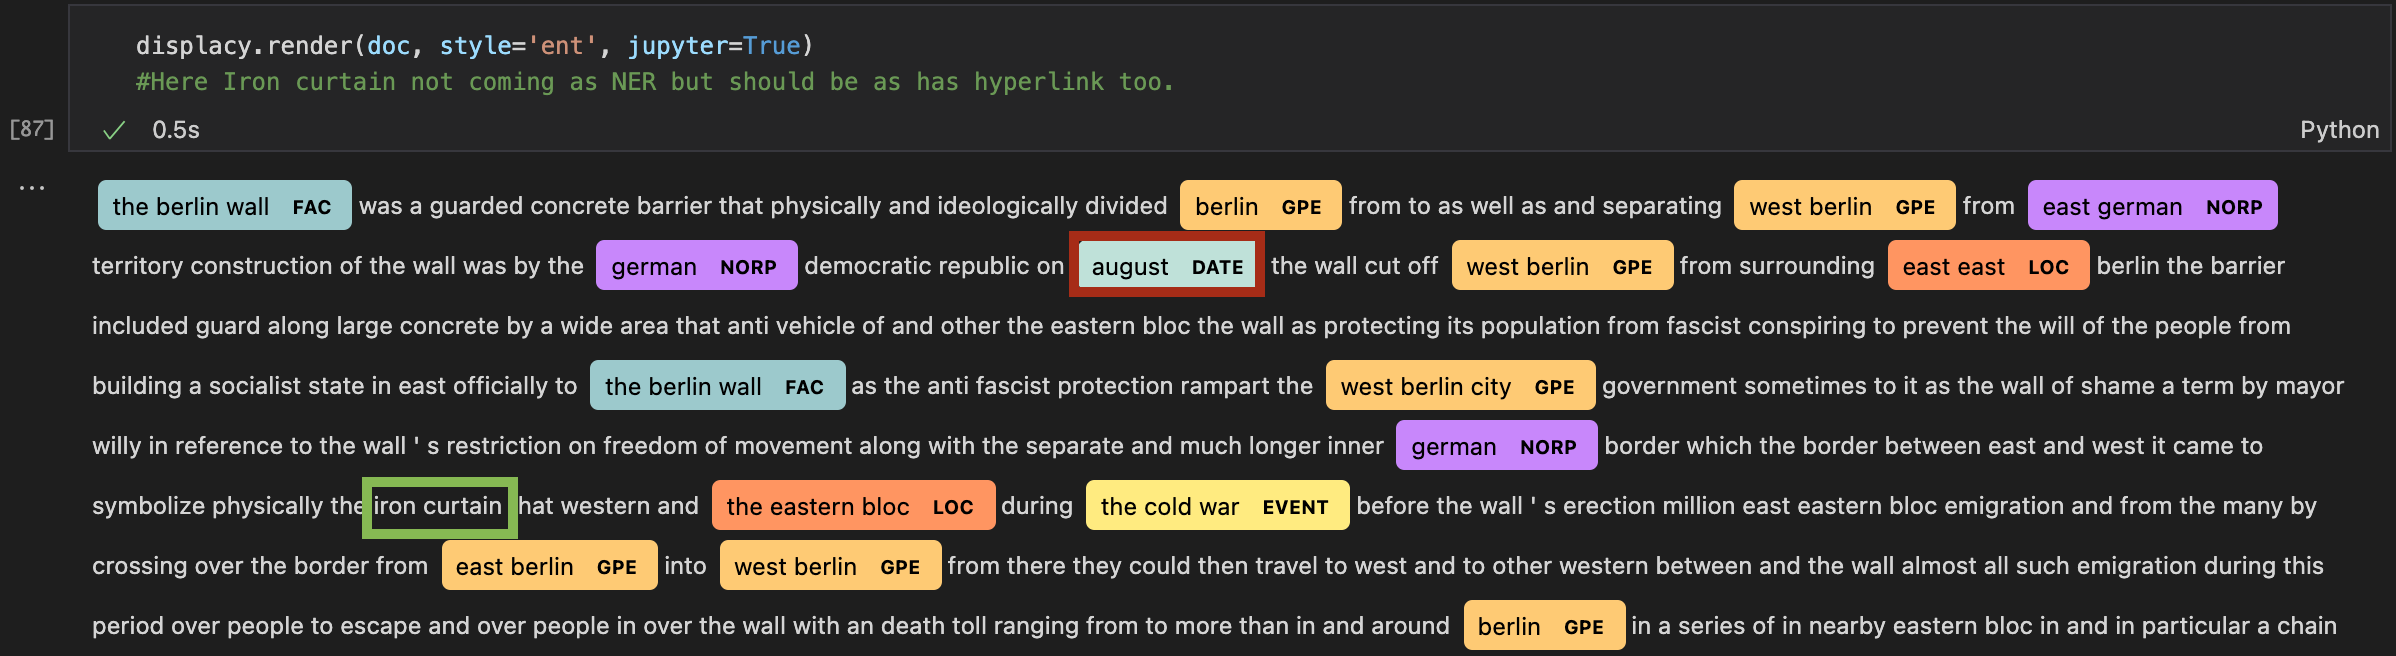 displacy.render(doc, style='ent', jupyter=True)
#Here Iron curtain not coming as NER but should be as has hyperlink too.
[87] ✓ 0.5s Python
...
the berlin wall FAC was a guarded concrete barrier that physically and ideologically divided berlin GPE from to as well as and separating west berlin GPE from east german NORP
territory construction of the wall was by the german NORP democratic republic on august DATE the wall cut off west berlin GPE from surrounding east east LOC berlin the barrier
included guard along large concrete by a wide area that anti vehicle of and other the eastern bloc the wall as protecting its population from fascist conspiring to prevent the will of the people from
building a socialist state in east officially to the berlin wall FAC as the anti fascist protection rampart the west berlin city GPE government sometimes to it as the wall of shame a term by mayor
willy in reference to the wall ' s restriction on freedom of movement along with the separate and much longer inner german NORP border which the border between east and west it came to
symbolize physically the iron curtain hat western and the eastern bloc LOC during the cold war EVENT before the wall ' s erection million east eastern bloc emigration and from the many by
crossing over the border from east berlin GPE into west berlin GPE from there they could then travel to west and to other western between and the wall almost all such emigration during this
period over people to escape and over people in over the wall with an death toll ranging from to more than in and around berlin GPE in a series of in nearby eastern bloc in and in particular a chain